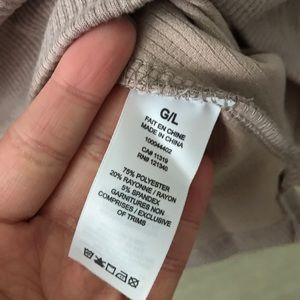 G/L
FAIT EN CHINE
MADE IN CHINA
100044402
CA# 11319
RN# 121340
75% POLYESTER
20% RAYONNE / RAYON
5% SPANDEX
GARNITURES NON
COMPRISES / EXCLUSIVE
OF TRIMS